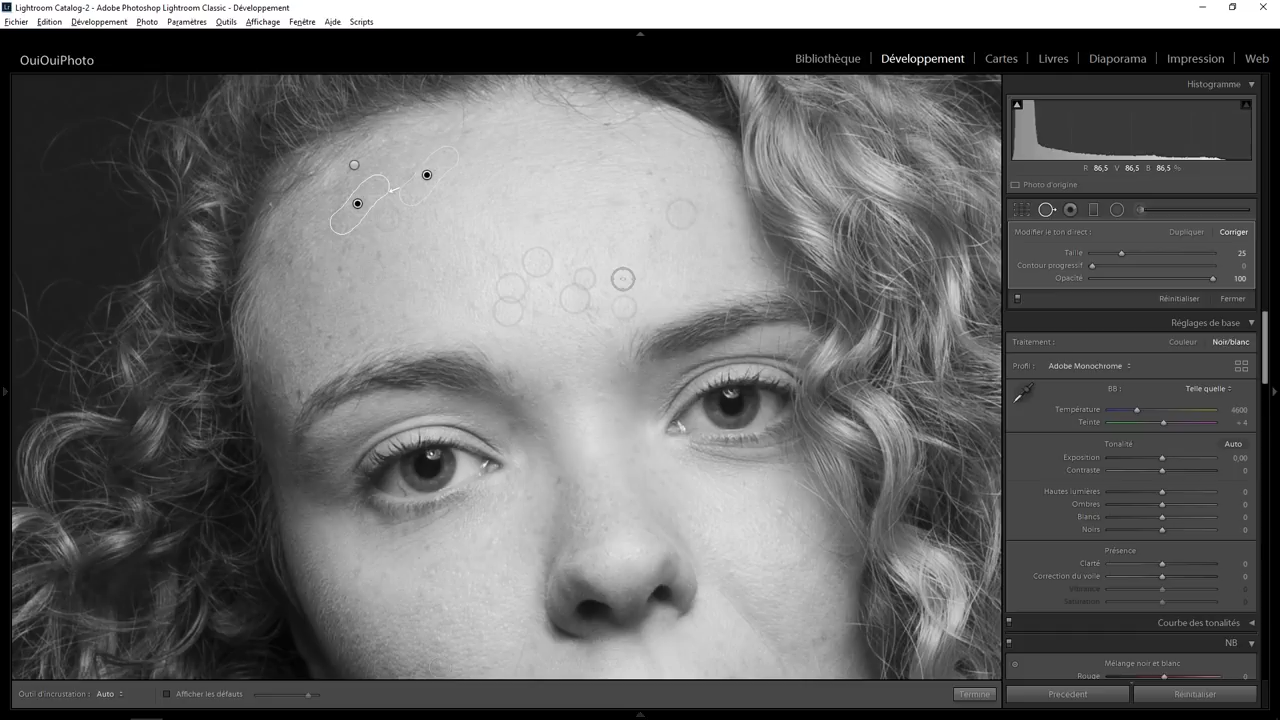 Lightroom Catalog-2 - Adobe Photoshop Lightroom Classic - Développement
Fichier Edition Développement Photo Paramètres Outils Affichage Fenêtre Aide Scripts
OuiOuiPhoto
Bibliothèque Développement Cartes Livres Diaporama Impression Web
Histogramme
R 86,5 V 86,5 B 86,5 %
Photo d'origine
Modifier le ton direct : Dupliquer Corriger
Taille 25
Contour progressif 0
Opacité 100
Réinitialiser Fermer
Réglages de base
Traitement : Couleur Noir/blanc
Profil : Adobe Monochrome
BB : Telle quelle
Température 4600
Teinte + 4
Tonalité Auto
Exposition 0,00
Contraste 0
Hautes lumières 0
Ombres 0
Blancs 0
Noirs 0
Présence
Clarté 0
Correction du voile 0
Vibrance 0
Saturation 0
Courbe des tonalités
NB
Mélange noir et blanc
Rouge 0
Outil d'incrustation : Auto Afficher les défauts Terminé
Précédent Réinitialiser